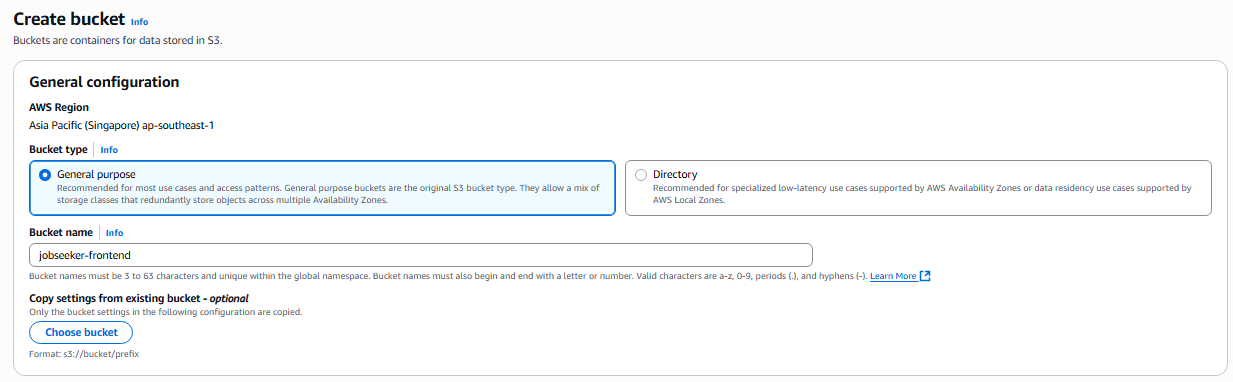 Create bucket Info
Buckets are containers for data stored in S3.
General configuration
AWS Region
Asia Pacific (Singapore) ap-southeast-1
Bucket type Info
General purpose
Recommended for most use cases and access patterns. General purpose buckets are the original S3 bucket type. They allow a mix of
storage classes that redundantly store objects across multiple Availability Zones.
Directory
Recommended for specialized low-latency use cases supported by AWS Availability Zones or data residency use cases supported by
AWS Local Zones.
Bucket name Info
jobseeker-frontend
Bucket names must be 3 to 63 characters and unique within the global namespace. Bucket names must also begin and end with a letter or number. Valid characters are a-z, 0-9, periods (.), and hyphens (-). Learn More
Copy settings from existing bucket - optional
Only the bucket settings in the following configuration are copied.
Choose bucket
Format: s3://bucket/prefix